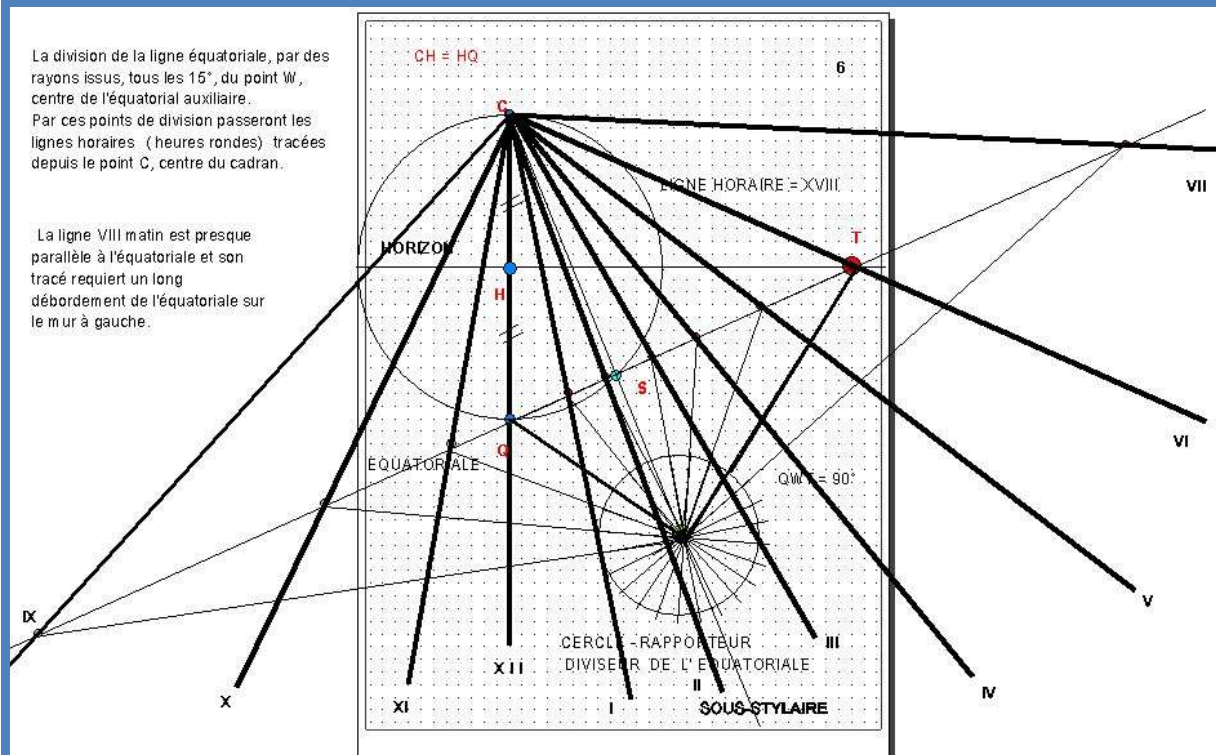 La division de la ligne équatoriale, par des
rayons issus, tous les 15°, du point W,
centre de l'équatorial auxiliaire.
Par ces points de division passeront les
lignes horaires ( heures rondes) tracées
depuis le point C, centre du cadran.
La ligne VIII matin est presque
parallèle à l'équatoriale et son
tracé requiert un long
débordement de l'équatoriale sur
le mur à gauche.
CH = HQ
6
C
LIGNE HORAIRE = XVIII
VII
HORIZON
T
H
S
VI
Q
EQUATORIALE
QWT = 90°
V
IX
CERCLE -RAPPORTEUR
DIVISEUR DE L' EQUATORIALE
III
XII
IV
X
XI
I
II
SOUS-STYLAIRE